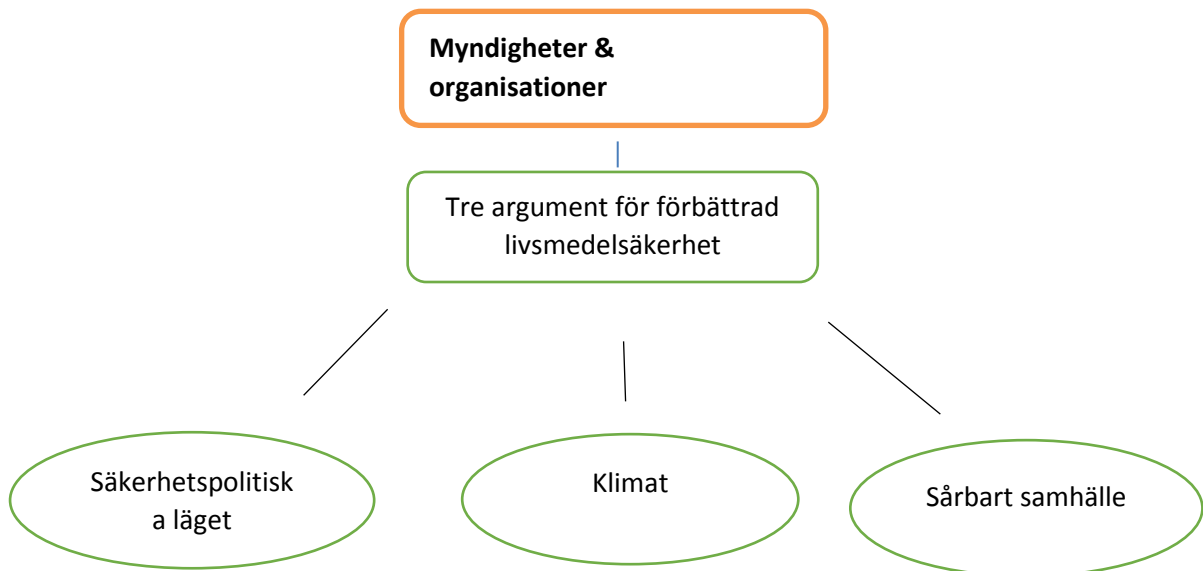 Myndigheter &
organisationer
Tre argument för förbättrad
livsmedelsäkerhet
Säkerhetspolitisk
a läget
Klimat
Sårbart samhälle